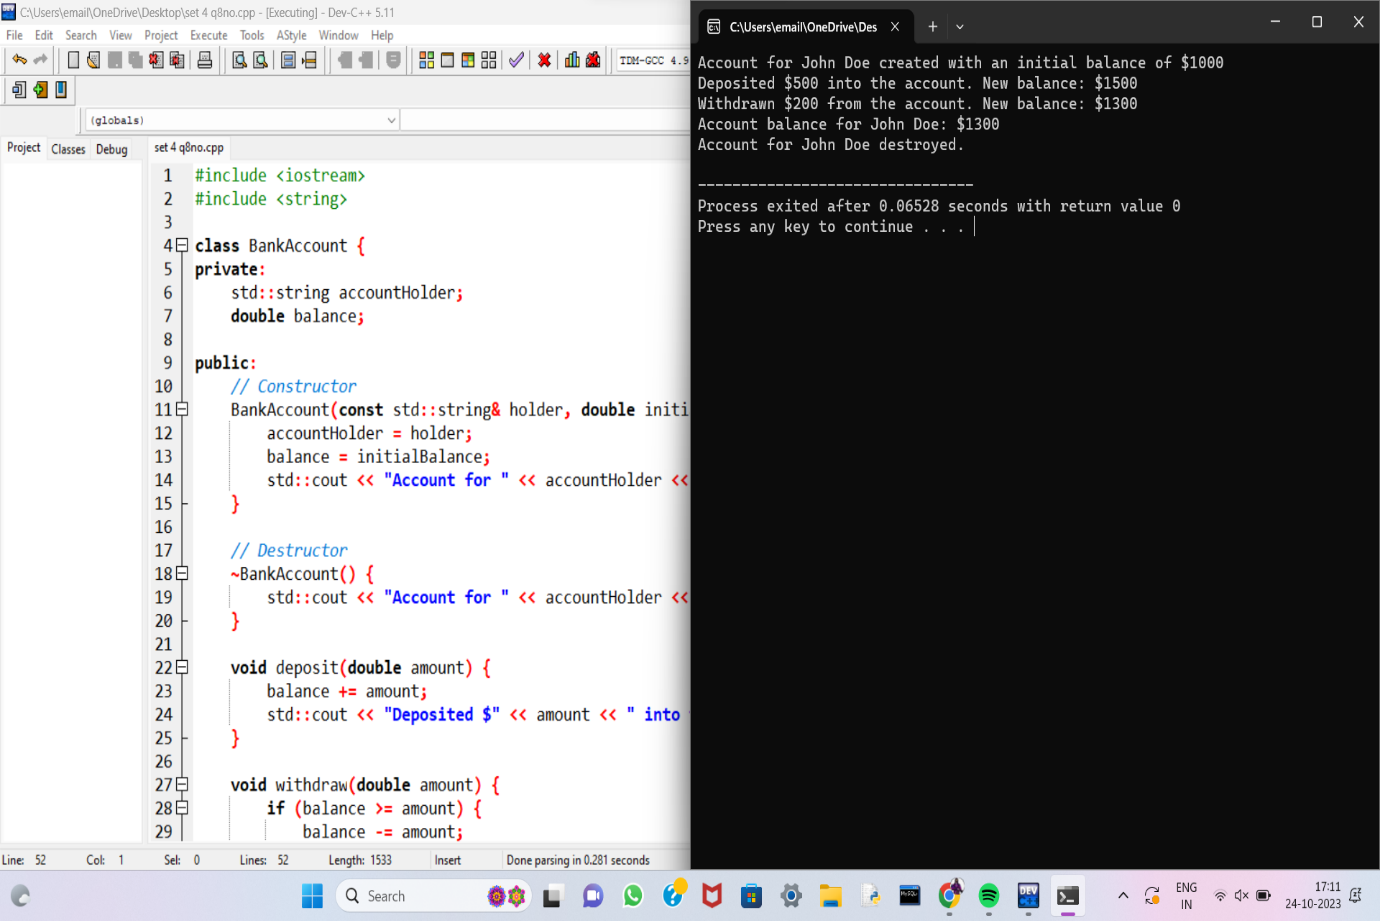 C:\Users\email\OneDrive\Desktop\set 4 q8no.cpp - [Executing] - Dev-C++ 5.11
File Edit Search View Project Execute Tools AStyle Window Help
TDM-GCC 4.9
(globals)
Project Classes Debug
set 4 q8no.cpp
1 #include <iostream>
2 #include <string>
3
4 class BankAccount {
5 private:
6 std::string accountHolder;
7 double balance;
8
9 public:
10 // Constructor
11 BankAccount(const std::string& holder, double initi
12 accountHolder = holder;
13 balance = initialBalance;
14 std::cout << "Account for " << accountHolder <<
15 }
16
17 // Destructor
18 ~BankAccount() {
19 std::cout << "Account for " << accountHolder <<
20 }
21
22 void deposit(double amount) {
23 balance += amount;
24 std::cout << "Deposited $" << amount << " into
25 }
26
27 void withdraw(double amount) {
28 if (balance >= amount) {
29 balance -= amount;
Line: 52 Col: 1 Sel: 0 Lines: 52 Length: 1533 Insert Done parsing in 0.281 seconds
C:\Users\email\OneDrive\Des
Account for John Doe created with an initial balance of $1000
Deposited $500 into the account. New balance: $1500
Withdrawn $200 from the account. New balance: $1300
Account balance for John Doe: $1300
Account for John Doe destroyed.
--------------------------------
Process exited after 0.06528 seconds with return value 0
Press any key to continue . . .
Search
DEV
ENG
IN
17:11
24-10-2023